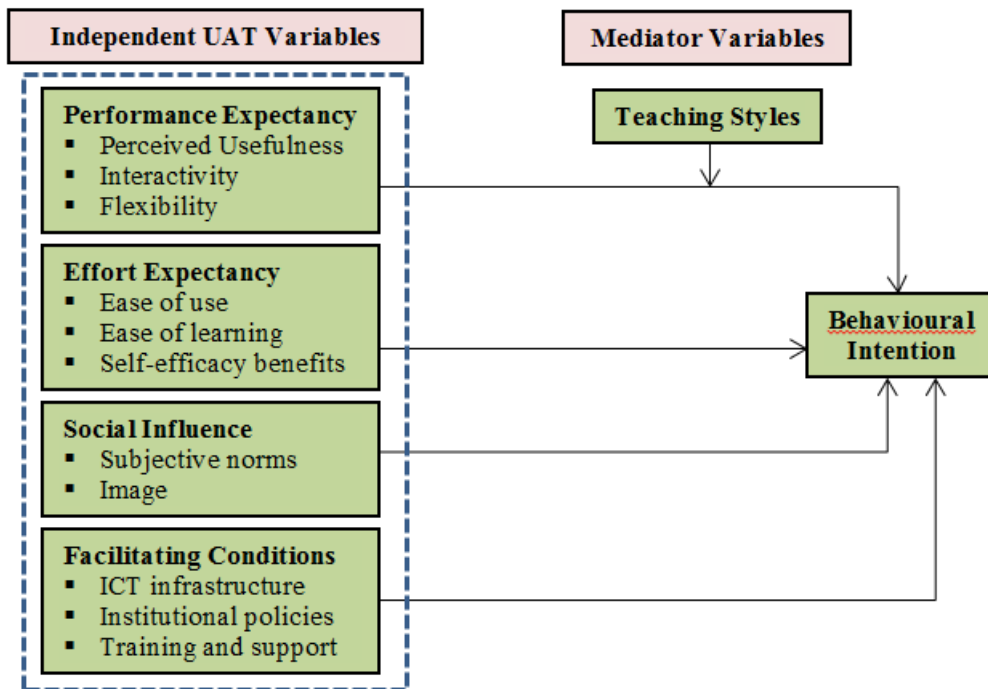 Independent UAT Variables
Mediator Variables
Performance Expectancy
▪ Perceived Usefulness
▪ Interactivity
▪ Flexibility
Teaching Styles
Effort Expectancy
▪ Ease of use
▪ Ease of learning
▪ Self-efficacy benefits
Behavioural
Intention
Social Influence
▪ Subjective norms
▪ Image
Facilitating Conditions
▪ ICT infrastructure
▪ Institutional policies
▪ Training and support